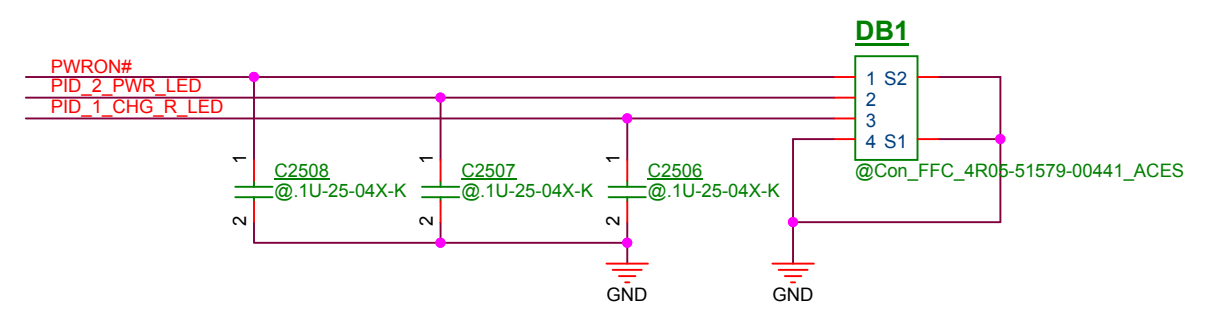 DB1
PWRON#
PID_2_PWR_LED
PID_1_CHG_R_LED
1 S2
2
3
4 S1
@Con_FFC_4R05-51579-00441_ACES
1
C2508
@.1U-25-04X-K
2
1
C2507
@.1U-25-04X-K
2
1
C2506
@.1U-25-04X-K
2
GND
GND